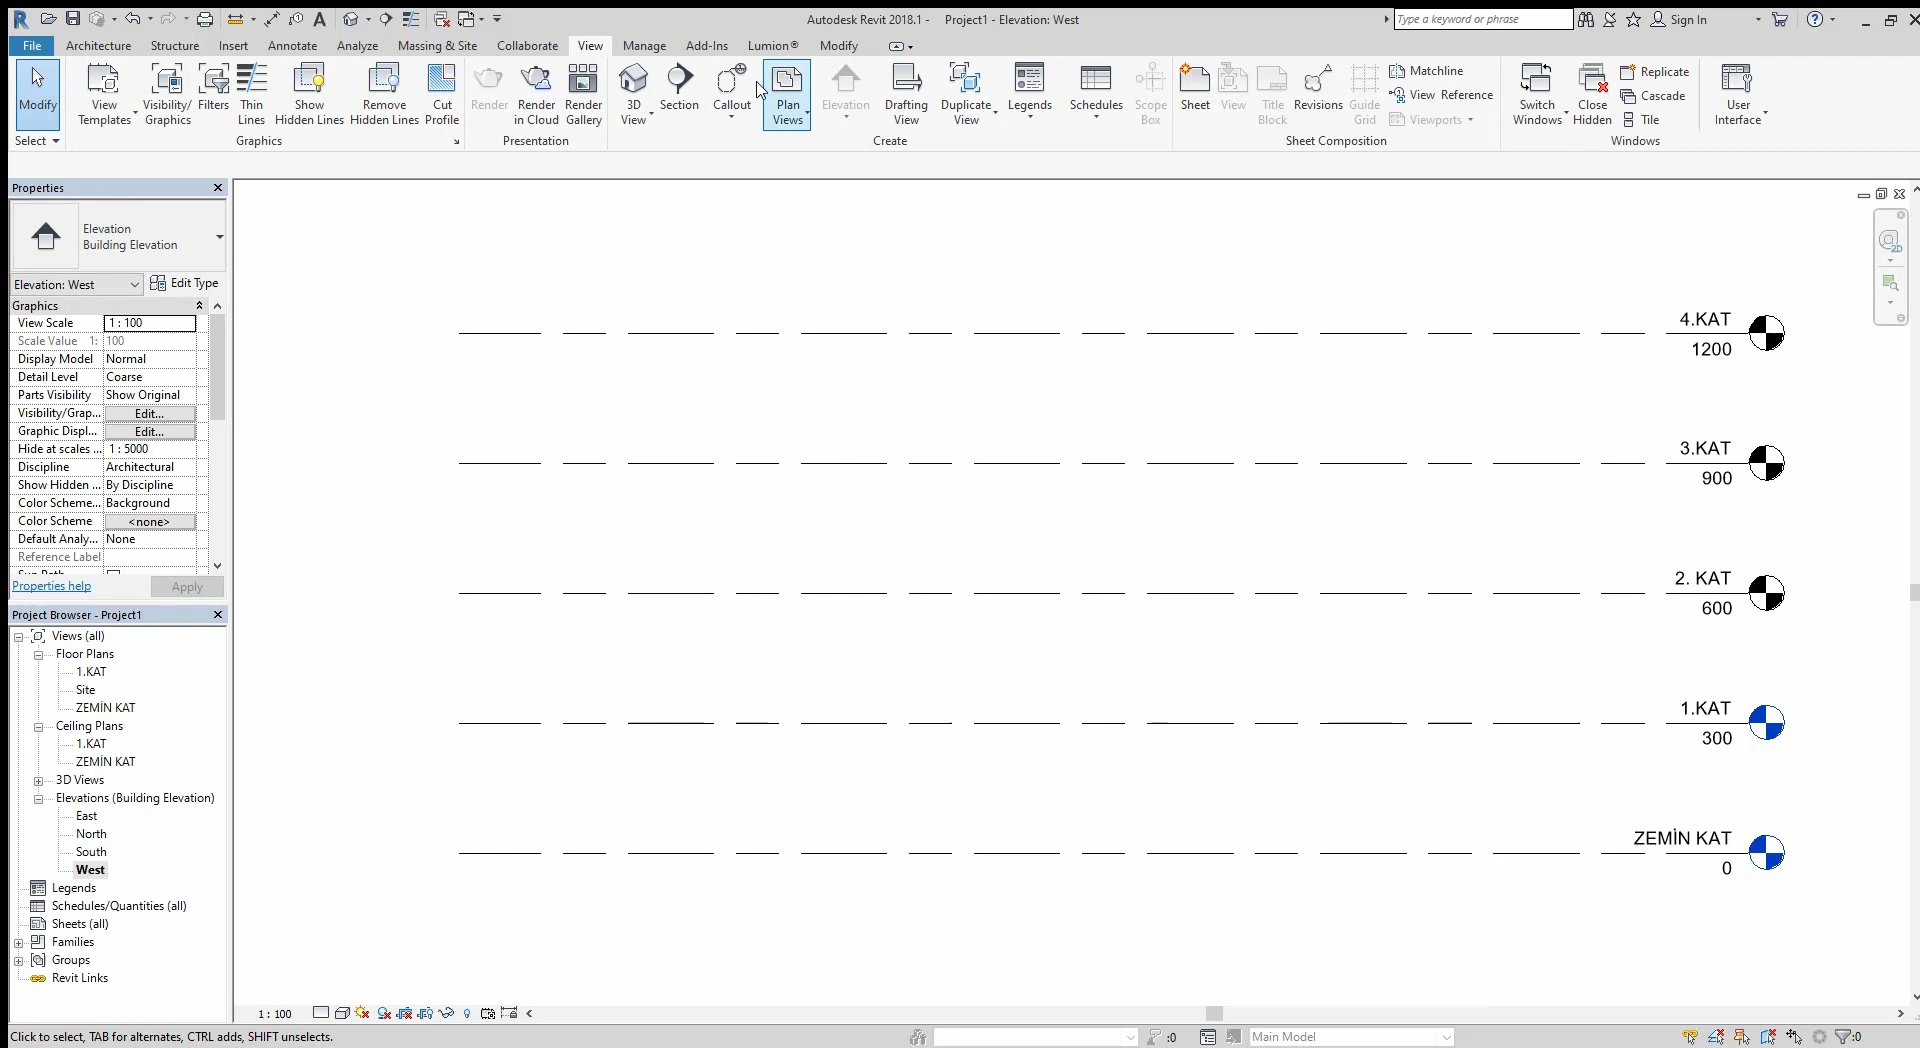 Autodesk Revit 2018.1 - Project1 - Elevation: West
Type a keyword or phrase
Sign In
File Architecture Structure Insert Annotate Analyze Massing & Site Collaborate View Manage Add-Ins Lumion® Modify
Modify
View Templates
Visibility/ Graphics
Filters
Thin Lines
Show Hidden Lines
Remove Hidden Lines
Cut Profile
Render
Render in Cloud
Render Gallery
3D View
Section
Callout
Plan Views
Elevation
Drafting View
Duplicate View
Legends
Schedules
Scope Box
Sheet
View
Title Block
Revisions
Guide Grid
Matchline
View Reference
Viewports
Switch Windows
Close Hidden
Replicate
Cascade
Tile
User Interface
Select Graphics Presentation Create Sheet Composition Windows
Properties
Elevation
Building Elevation
Elevation: West Edit Type
Graphics
View Scale 1 : 100
Scale Value 1: 100
Display Model Normal
Detail Level Coarse
Parts Visibility Show Original
Visibility/Grap... Edit...
Graphic Displ... Edit...
Hide at scales ... 1 : 5000
Discipline Architectural
Show Hidden ... By Discipline
Color Scheme... Background
Color Scheme <none>
Default Analy... None
Reference Label
Sun Path
Properties help Apply
Project Browser - Project1
Views (all)
Floor Plans
1.KAT
Site
ZEMİN KAT
Ceiling Plans
1.KAT
ZEMİN KAT
3D Views
Elevations (Building Elevation)
East
North
South
West
Legends
Schedules/Quantities (all)
Sheets (all)
Families
Groups
Revit Links
2D
4.KAT
1200
3.KAT
900
2. KAT
600
1.KAT
300
ZEMİN KAT
0
1 : 100
Click to select, TAB for alternates, CTRL adds, SHIFT unselects.
:0
Main Model
:0